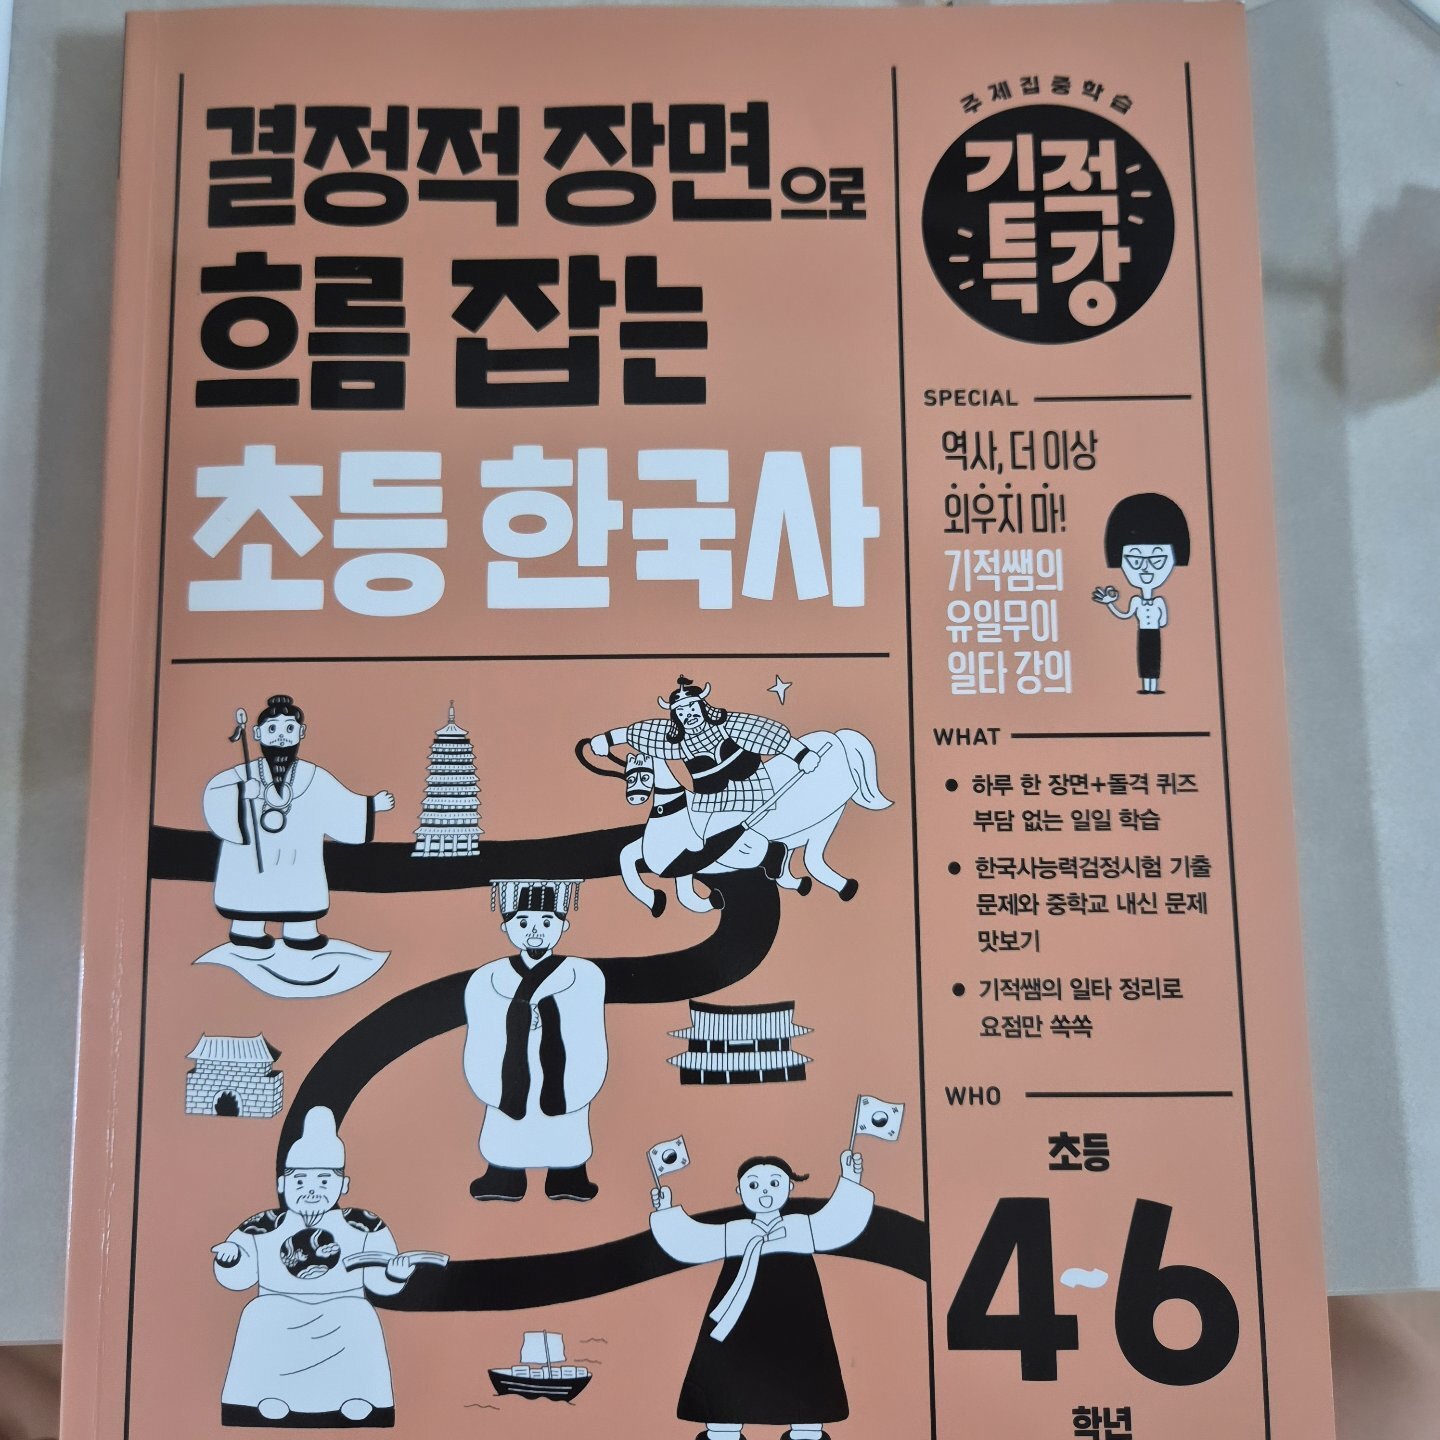 결정적 장면으로
흐름 잡는
초등 한국사
주제집중학습
기적
특강
SPECIAL
역사, 더 이상
외우지 마!
기적쌤의
유일무이
일타 강의
WHAT
• 하루 한 장면+돌격 퀴즈
부담 없는 일일 학습
• 한국사능력검정시험 기출
문제와 중학교 내신 문제
맛보기
• 기적쌤의 일타 정리로
요점만 쏙쏙
WHO
초등
4~6
학년